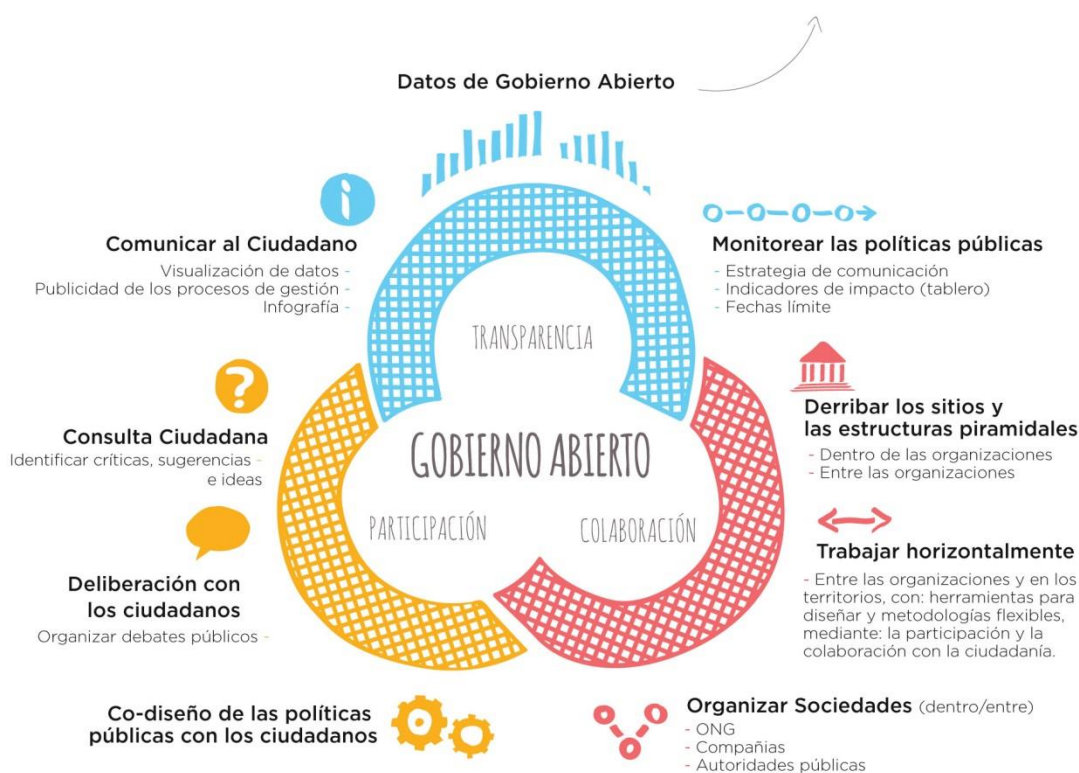 Datos de Gobierno Abierto
Comunicar al Ciudadano
Visualización de datos -
Publicidad de los procesos de gestión -
Infografía -
Monitorear las políticas públicas
- Estrategia de comunicación
- Indicadores de impacto (tablero)
- Fechas límite
TRANSPARENCIA
Consulta Ciudadana
Identificar críticas, sugerencias -
e ideas
Derribar los sitios y
las estructuras piramidales
- Dentro de las organizaciones
- Entre las organizaciones
GOBIERNO ABIERTO
PARTICIPACIÓN
COLABORACIÓN
Deliberación con
los ciudadanos
Organizar debates públicos -
Trabajar horizontalmente
- Entre las organizaciones y en los
territorios, con: herramientas para
diseñar y metodologías flexibles,
mediante: la participación y la
colaboración con la ciudadanía.
Co-diseño de las políticas
públicas con los ciudadanos
Organizar Sociedades (dentro/entre)
- ONG
- Compañias
- Autoridades públicas